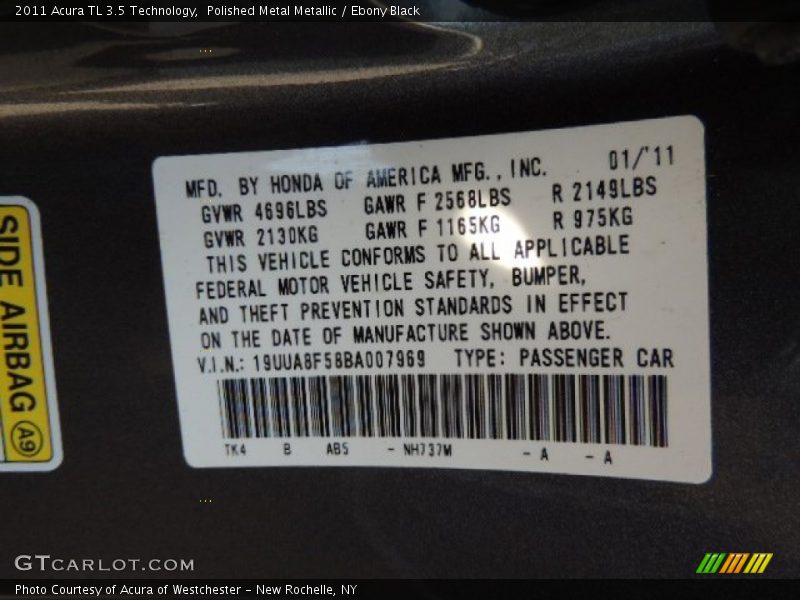 2011 Acura TL 3.5 Technology,  Polished Metal Metallic / Ebony Black
MFD. BY HONDA OF AMERICA MFG., INC. 01/'11
GVWR 4696LBS GAWR F 2568LBS R 2149LBS
GVWR 2130KG GAWR F 1165KG R 975KG
THIS VEHICLE CONFORMS TO ALL APPLICABLE
FEDERAL MOTOR VEHICLE SAFETY, BUMPER,
AND THEFT PREVENTION STANDARDS IN EFFECT
ON THE DATE OF MANUFACTURE SHOWN ABOVE.
V.I.N.: 19UUA8F58BA007969 TYPE: PASSENGER CAR
TK4 B AB5 - NH737M - A - A
SIDE AIRBAG A9
GTCARLOT.COM
Photo Courtesy of Acura of Westchester – New Rochelle, NY